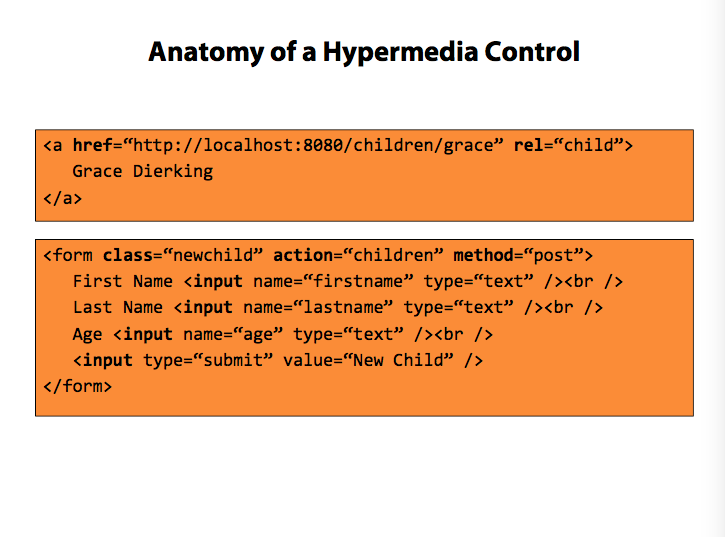 Anatomy of a Hypermedia Control
<a href=“http://localhost:8080/children/grace” rel=“child”>
Grace Dierking
</a>
<form class=“newchild” action=“children” method=“post”>
First Name <input name=“firstname” type=“text” /><br />
Last Name <input name=“lastname” type=“text” /><br />
Age <input name=“age” type=“text” /><br />
<input type=“submit” value=“New Child” />
</form>